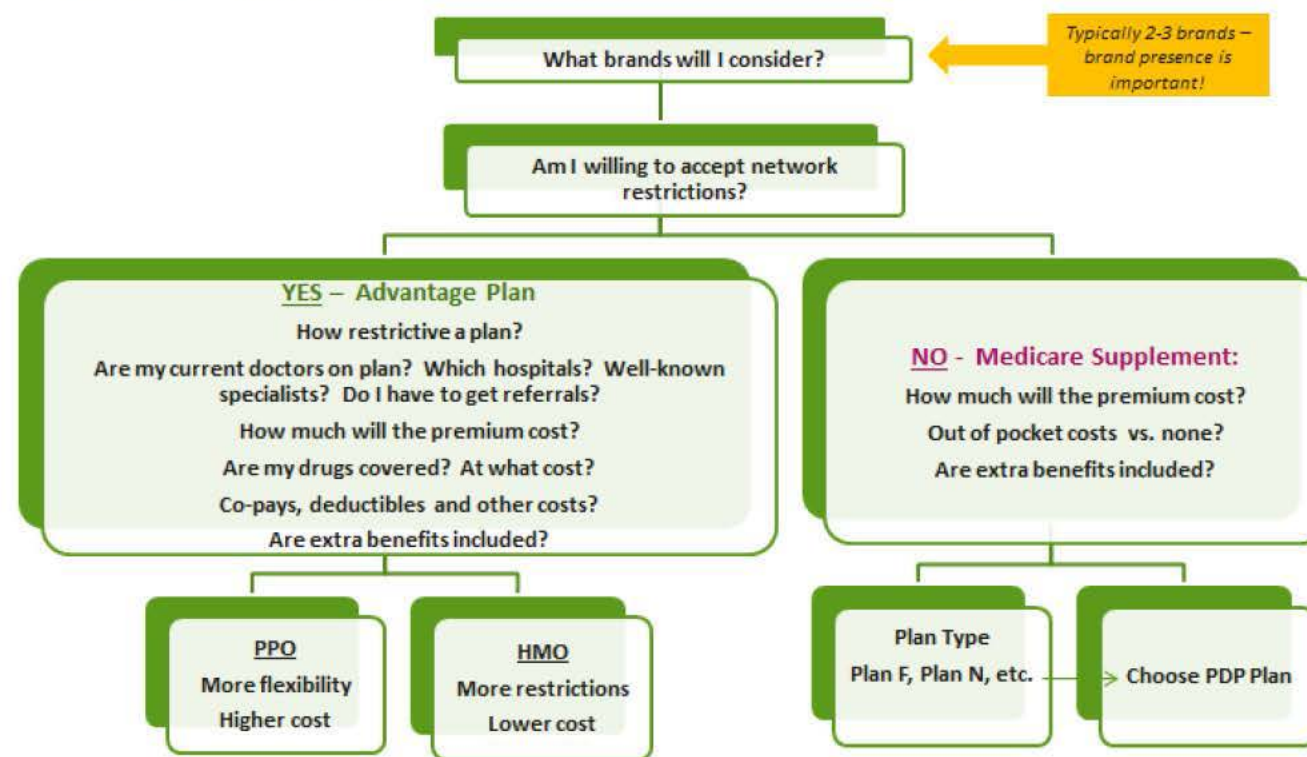 What brands will I consider?
Typically 2-3 brands –
brand presence is
important!
Am I willing to accept network
restrictions?
YES – Advantage Plan
How restrictive a plan?
Are my current doctors on plan? Which hospitals? Well-known
specialists? Do I have to get referrals?
How much will the premium cost?
Are my drugs covered? At what cost?
Co-pays, deductibles and other costs?
Are extra benefits included?
NO - Medicare Supplement:
How much will the premium cost?
Out of pocket costs vs. none?
Are extra benefits included?
PPO
More flexibility
Higher cost
HMO
More restrictions
Lower cost
Plan Type
Plan F, Plan N, etc.
Choose PDP Plan